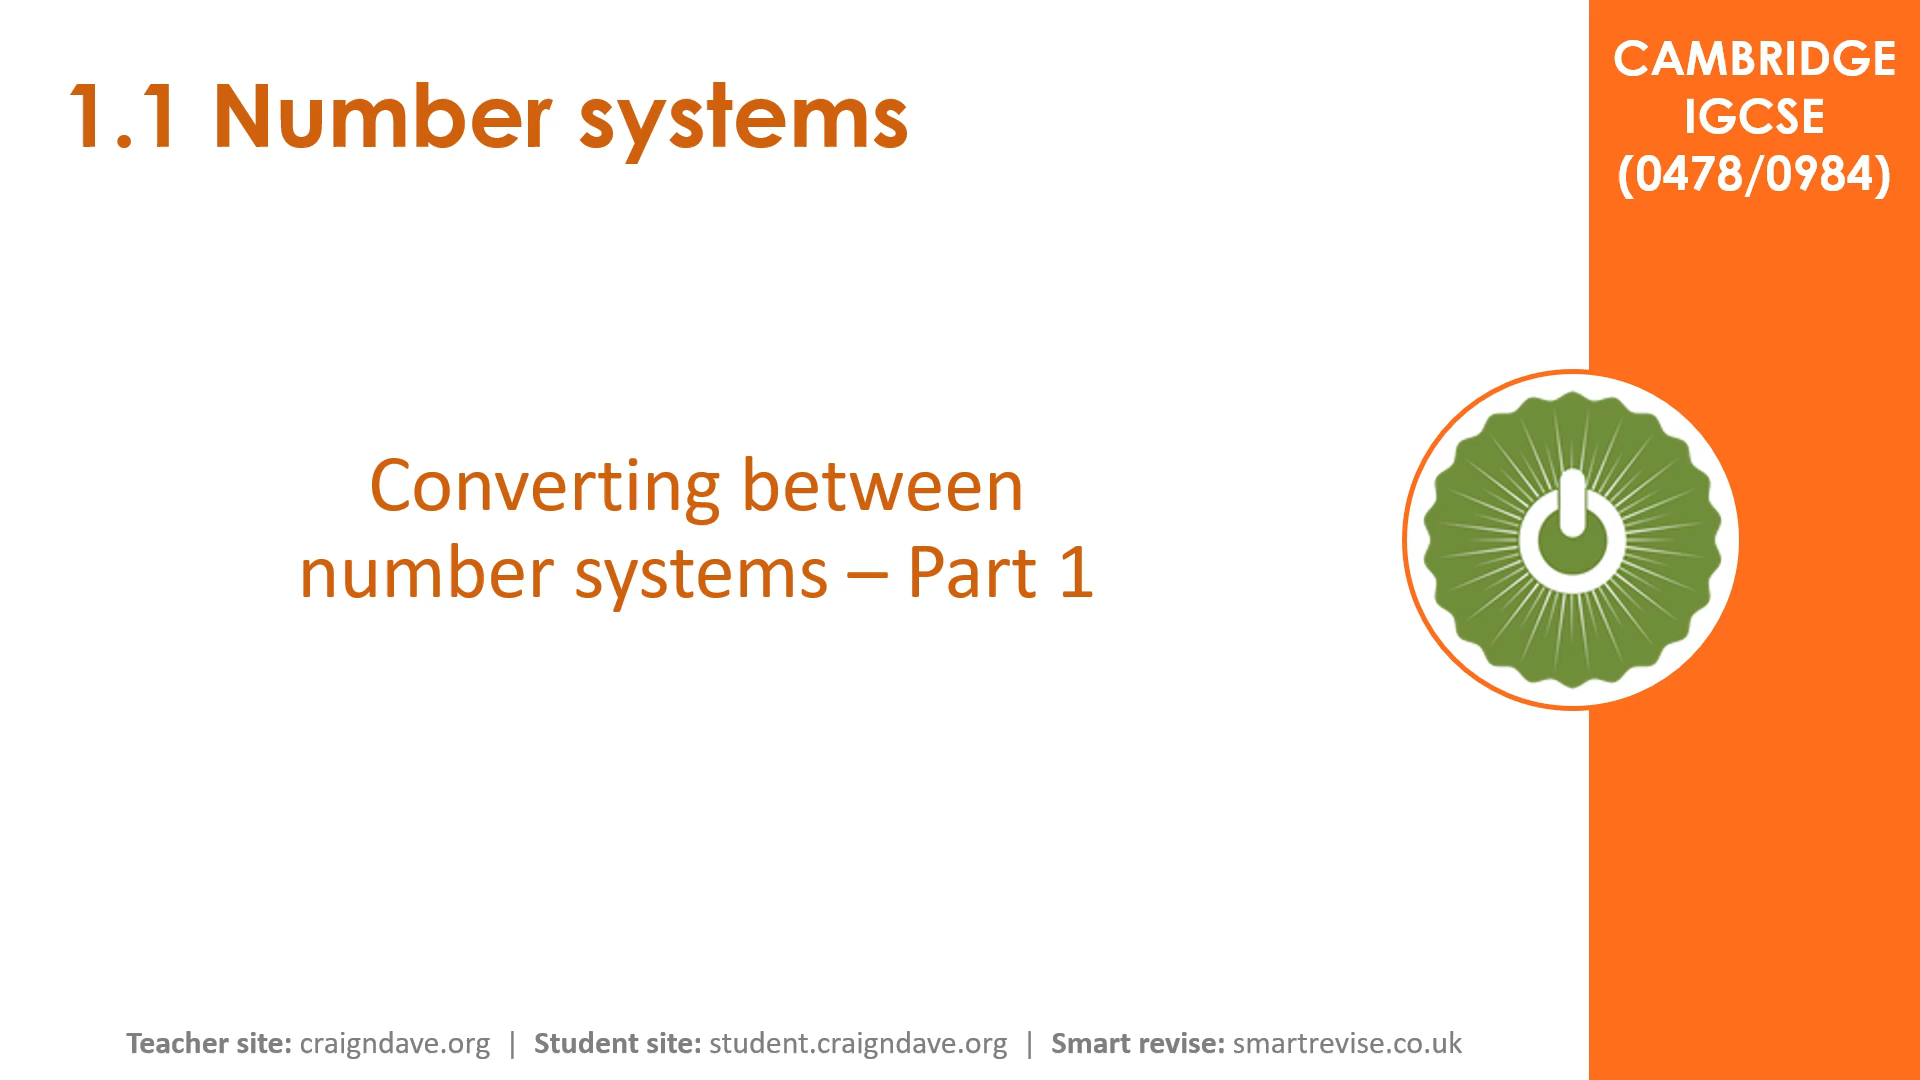 1.1 Number systems
CAMBRIDGE
IGCSE
(0478/0984)
Converting between
number systems – Part 1
Teacher site: craigndave.org | Student site: student.craigndave.org | Smart revise: smartrevise.co.uk